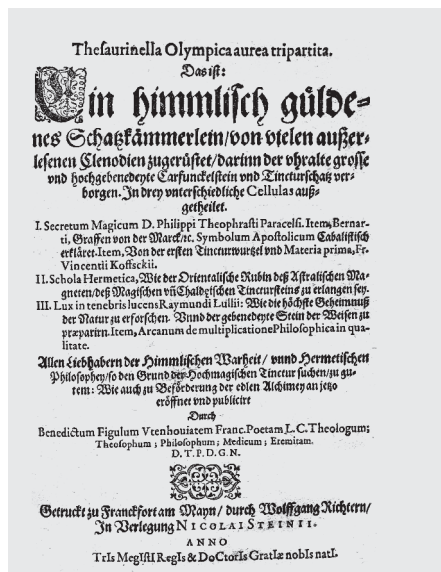 Thesaurinella Olympica aurea tripartita.
Das ist:
Ein himmlisch gülde-
nes Schatzkämmerlein/von vielen außer-
lesenen Clenodien zugerüstet/darinn der vhralte grosse
vnd hochgebenedeyte Carfunckelstein vnd Tincturschatz ver-
borgen. In drey vnterschiedliche Cellulas auß-
getheilet.
I. Secretum Magicum D. Philippi Theophrasti Paracelsi. Item, Bernar-
ti, Graffen von der Marck/ꝛc. Symbolum Apostolicum Cabalistisch
erkläret. Item, Von der ersten Tincturwurtzel vnd Materia prima, Fr.
Vincentii Koffsckii.
II. Schola Hermetica, Wie der Orientalische Rubin deß Astralischen Ma-
gneten/deß Magischen vñ Chaldeischen Tinctursteins zu erlangen sey.
III. Lux in tenebris lucens Raymundi Lullii: Wie die höchste Geheimnuß
der Natur zu erforschen. Vnnd der gebenedeyte Stein der Weisen zu
præparirn. Item, Arcanum de multiplicatione Philosophica in qua-
litate.
Allen Liebhabern der Himmlischen Warheit/ vnnd Hermetischen
Philosophey/so den Grund der Hochmagischen Tinctur suchen/zu gu-
tem: Wie auch zu Beförderung der edlen Alchimey an jetzo
eröffnet vnd publicirt
Durch
Benedictum Figulum Vtenhouiatem Franc. Poetam L.C. Theologum;
Theosophum; Philosophum; Medicum; Eremitam.
D. T. P. D. G. N.
Getruckt zu Franckfort am Mayn/ durch Wolffgang Richtern/
In Verlegung NICOLAI STEINII.
ANNO
TrIs MegIstI RegIs & DoCtorIs GratIæ nobIs natI.